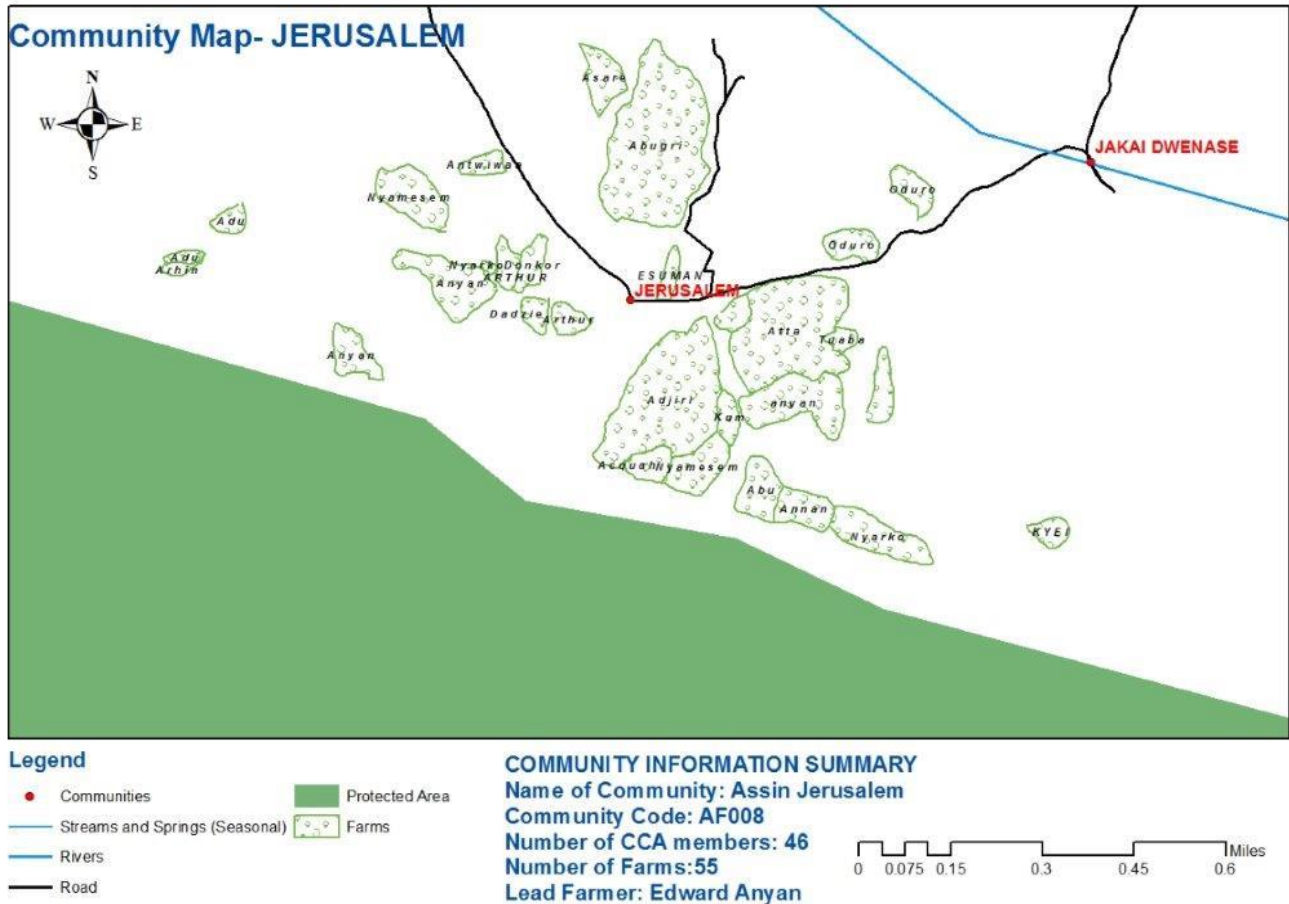 Community Map- JERUSALEM
N
W E
S
Asare
Abugri
JAKAI DWENASE
Antwiwaa
Nyamesem
Oduro
Adu
Oduro
Adu
Arhin
Nyarko Donkor
ARTHUR
Anyan
ESUMAN
JERUSALEM
Dadzie Arthur
Atta
Tuaba
Anyan
Adjiri
anyan
Kum
Acquah Nyamesem
Abu
Annan
Nyarko
KYEI
Legend
Communities
Streams and Springs (Seasonal)
Rivers
Road
Protected Area
Farms
COMMUNITY INFORMATION SUMMARY
Name of Community: Assin Jerusalem
Community Code: AF008
Number of CCA members: 46
Number of Farms:55
Lead Farmer: Edward Anyan
Miles
0 0.075 0.15 0.3 0.45 0.6